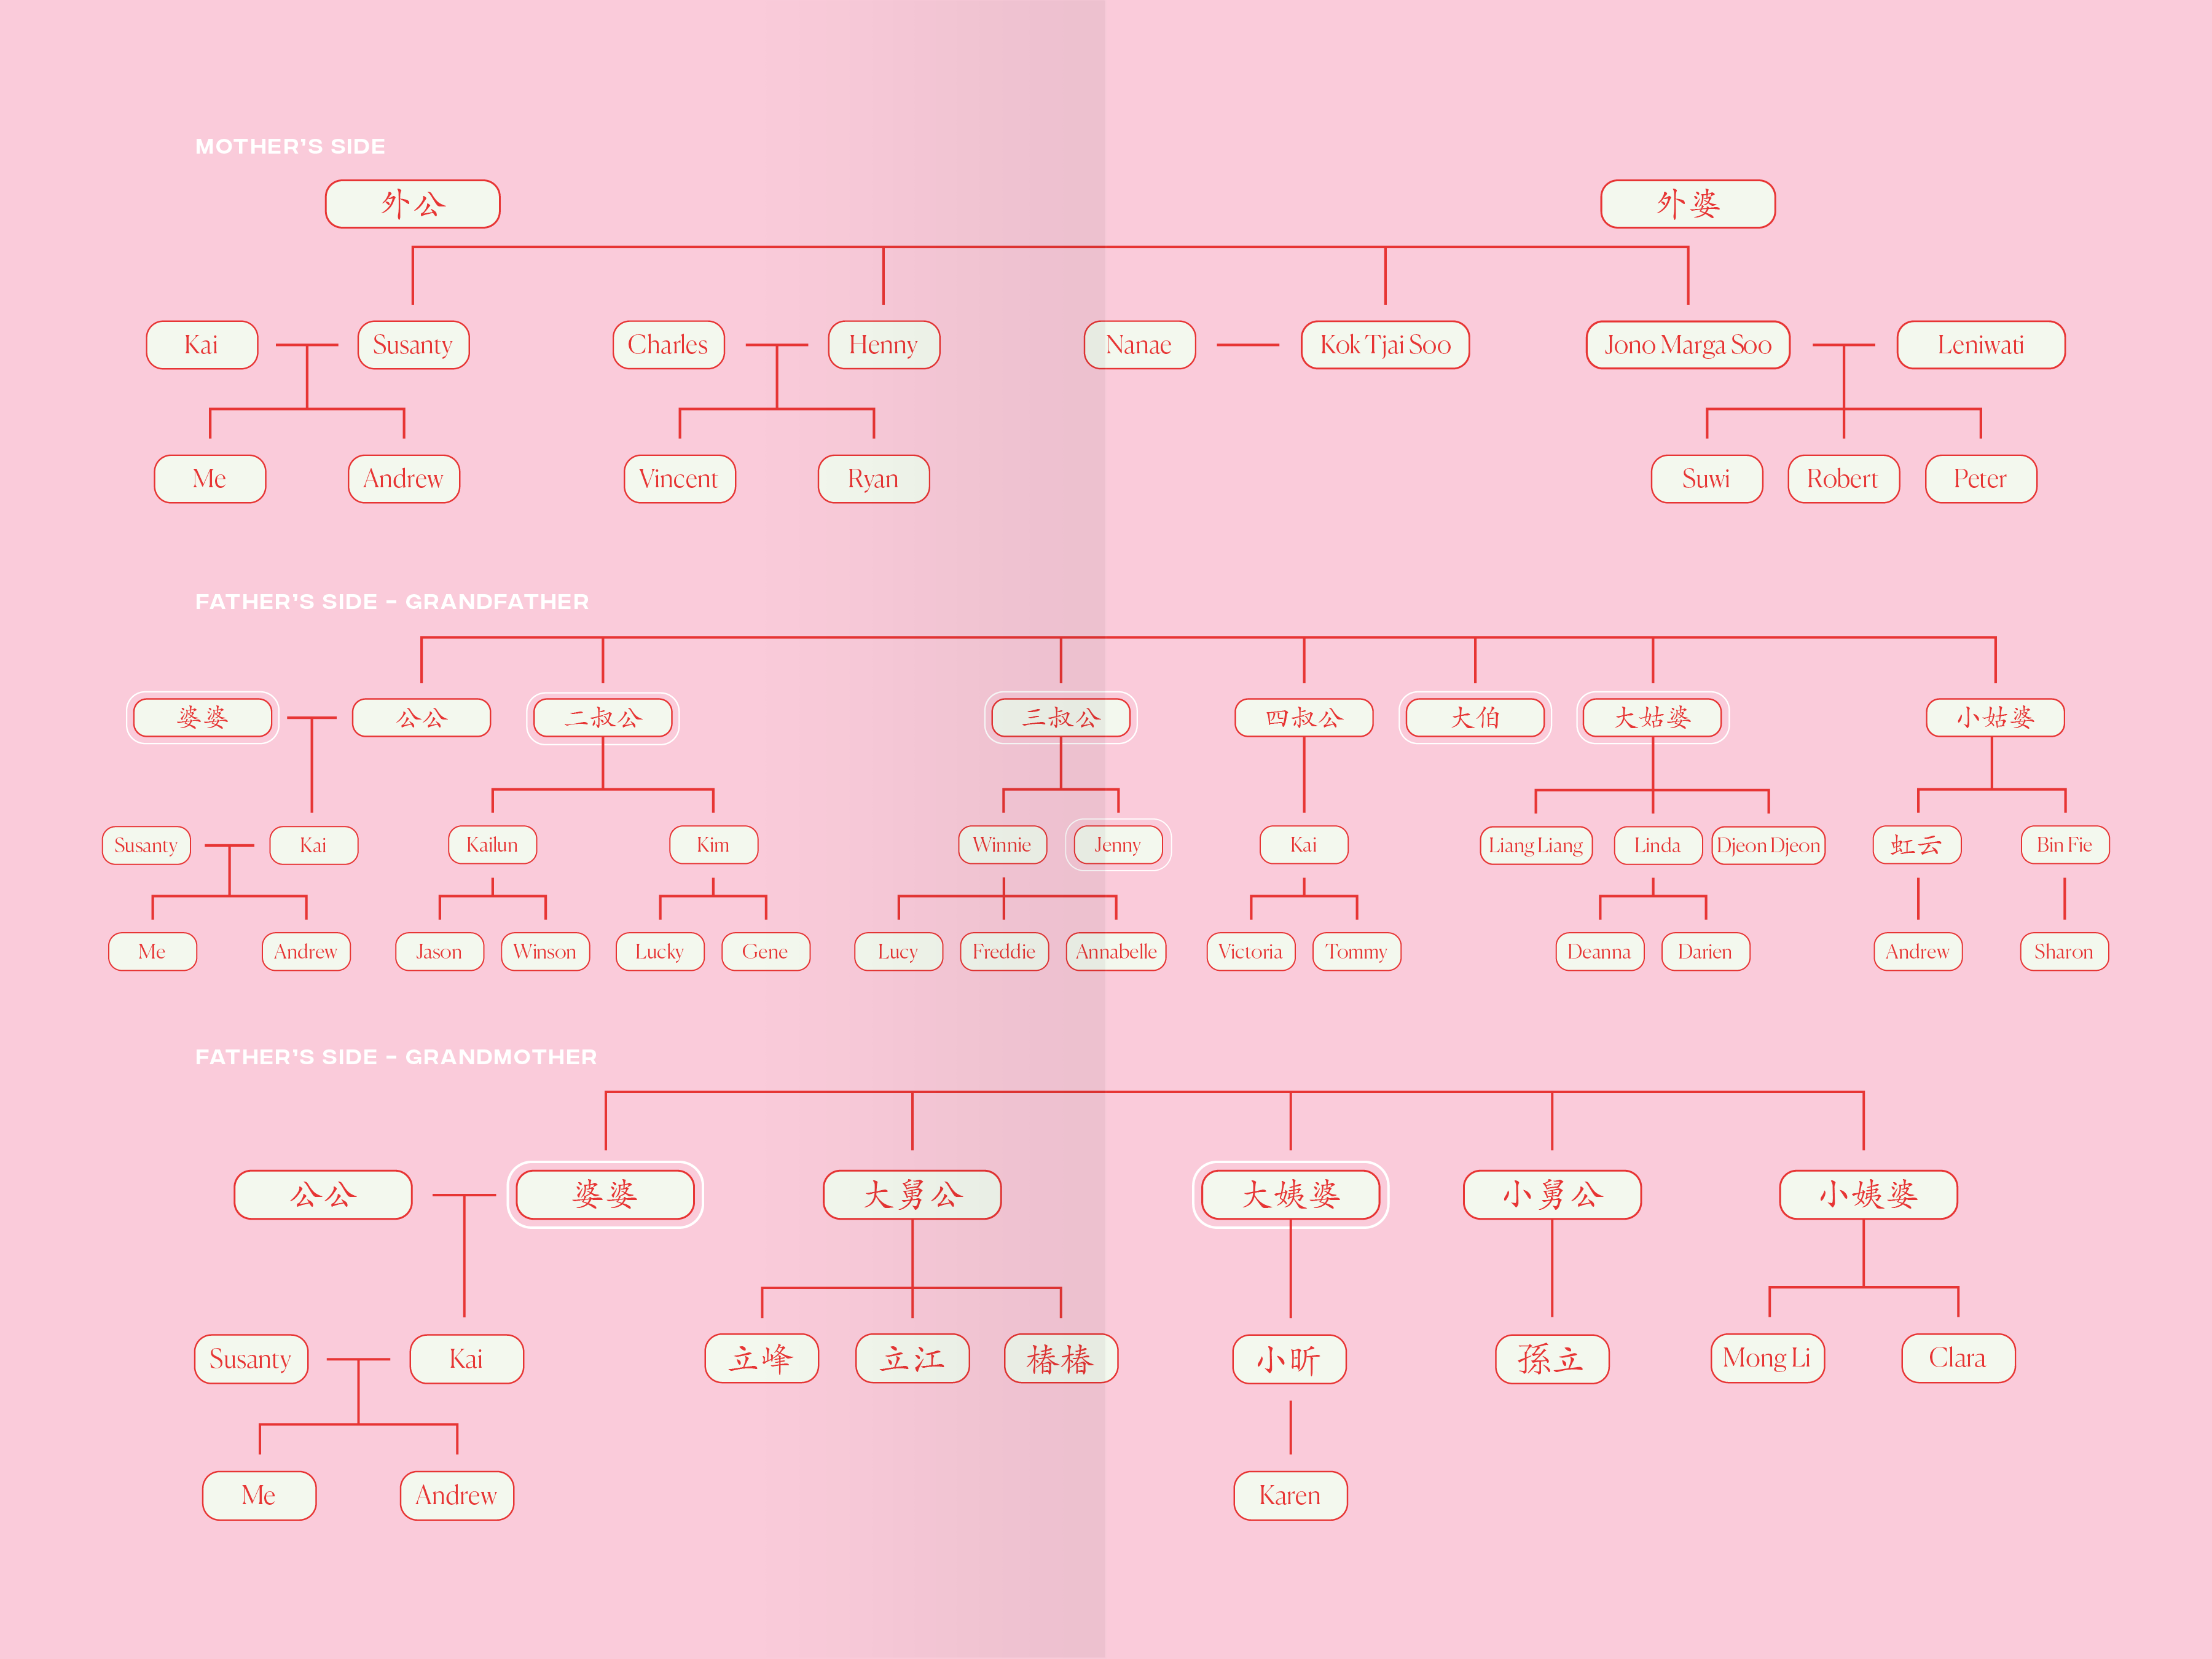 MOTHER'S SIDE
外公
外婆
Kai
Susanty
Charles
Henny
Nanae
Kok Tjai Soo
Jono Marga Soo
Leniwati
Me
Andrew
Vincent
Ryan
Suwi
Robert
Peter
FATHER'S SIDE – GRANDFATHER
婆婆
公公
二叔公
三叔公
四叔公
大伯
大姑婆
小姑婆
Susanty
Kai
Kailun
Kim
Winnie
Jenny
Kai
Liang Liang
Linda
Djeon Djeon
虹云
Bin Fie
Me
Andrew
Jason
Winson
Lucky
Gene
Lucy
Freddie
Annabelle
Victoria
Tommy
Deanna
Darien
Andrew
Sharon
FATHER'S SIDE – GRANDMOTHER
公公
婆婆
大舅公
大姨婆
小舅公
小姨婆
Susanty
Kai
立峰
立江
椿椿
小昕
孫立
Mong Li
Clara
Me
Andrew
Karen